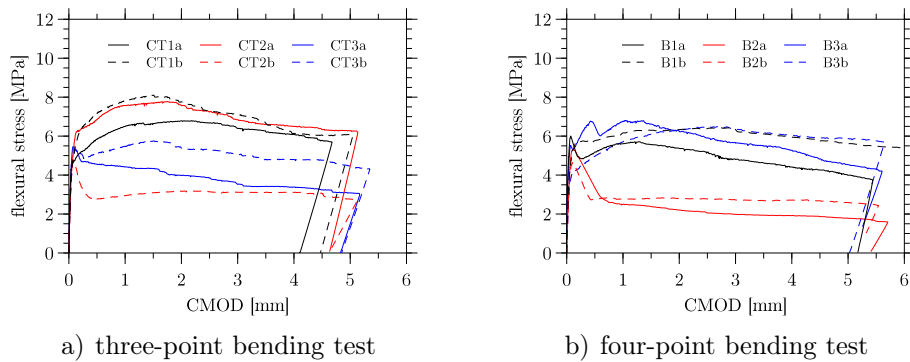 12
10
8
6
4
2
0
flexural stress [MPa]
CT1a CT2a CT3a
CT1b CT2b CT3b
0 1 2 3 4 5 6
CMOD [mm]
a) three-point bending test
12
10
8
6
4
2
0
flexural stress [MPa]
B1a B2a B3a
B1b B2b B3b
0 1 2 3 4 5 6
CMOD [mm]
b) four-point bending test